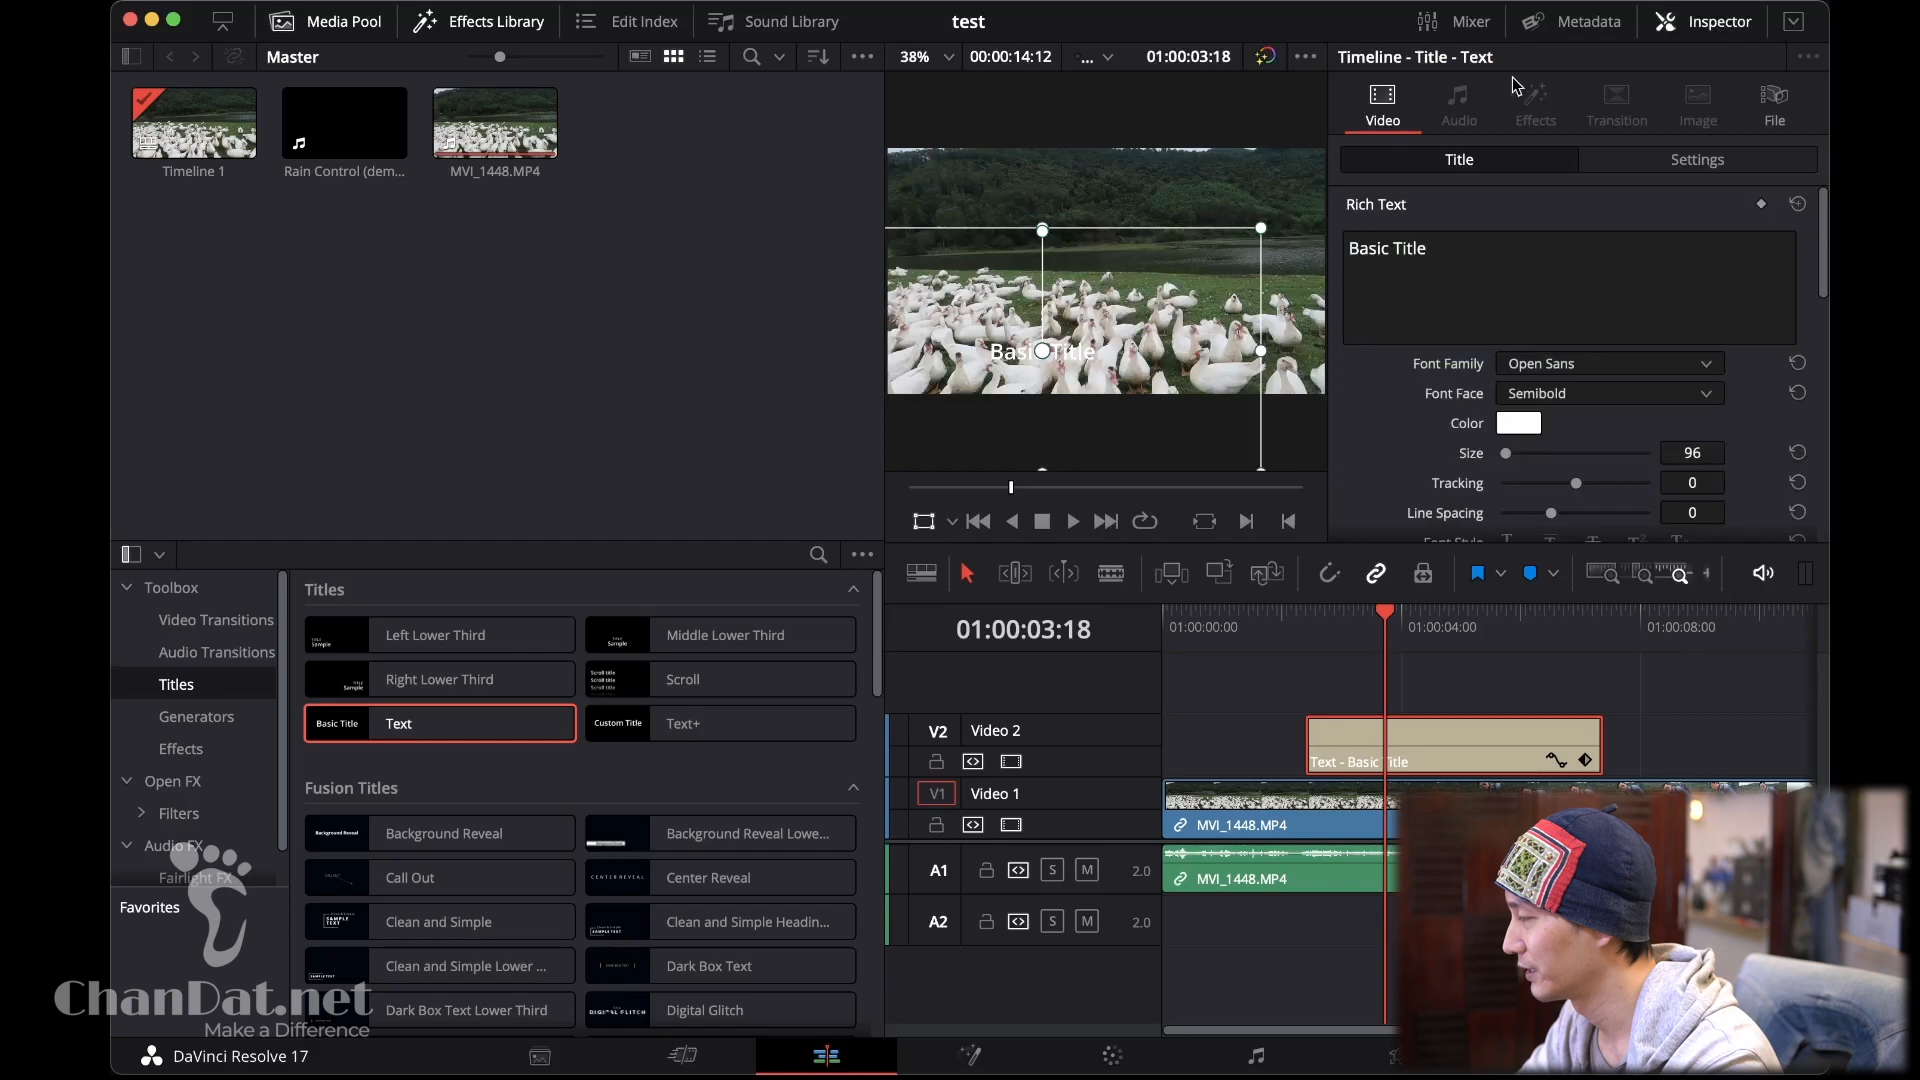 Media Pool
Effects Library
Edit Index
Sound Library
test
Mixer
Metadata
Inspector
Master
38%
00:00:14:12
...
01:00:03:18
Timeline - Title - Text
Timeline 1
Rain Control (dem...
MVI_1448.MP4
Video
Audio
Effects
Transition
Image
File
Title
Settings
Rich Text
Basic Title
Font Family
Open Sans
Font Face
Semibold
Color
Size
96
Tracking
0
Line Spacing
0
Basic Title
Toolbox
Video Transitions
Audio Transitions
Titles
Generators
Effects
Open FX
Filters
Audio FX
Fairlight FX
Favorites
Titles
Left Lower Third
Middle Lower Third
Right Lower Third
Scroll
Basic Title
Text
Custom Title
Text+
Fusion Titles
Background Reveal
Background Reveal Lowe...
Call Out
Center Reveal
Clean and Simple
Clean and Simple Headin...
Clean and Simple Lower ...
Dark Box Text
Dark Box Text Lower Third
Digital Glitch
01:00:03:18
01:00:00:00
01:00:04:00
01:00:08:00
V2
Video 2
Text - Basic Title
V1
Video 1
MVI_1448.MP4
A1
S
M
2.0
MVI_1448.MP4
A2
S
M
2.0
ChanDat.net
Make a Difference
DaVinci Resolve 17